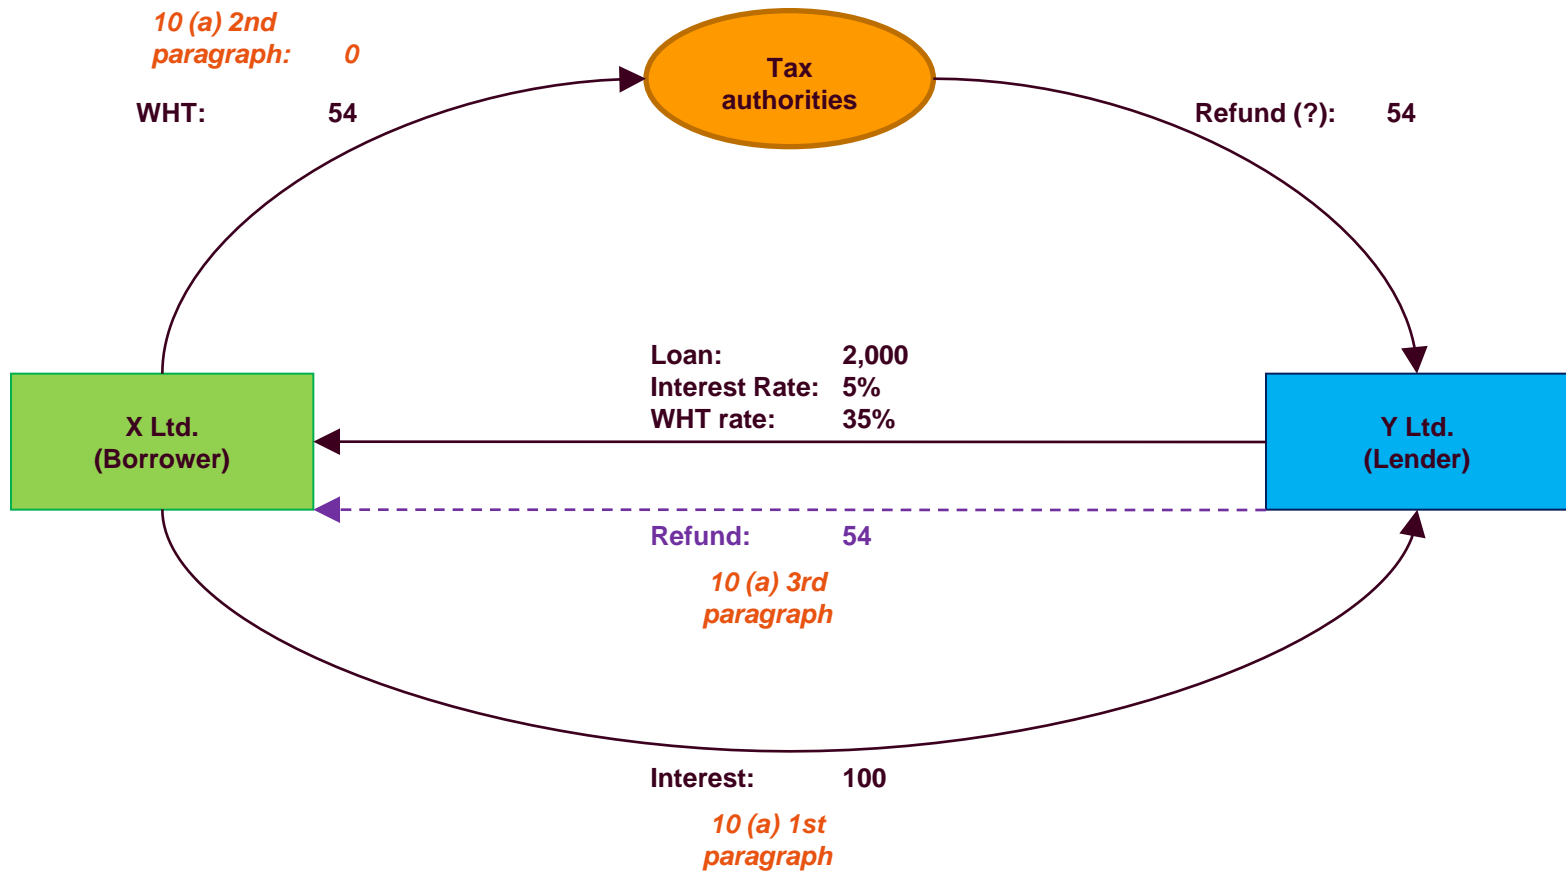 10 (a) 2nd
paragraph: 0
WHT: 54
Tax
authorities
Refund (?): 54
Loan: 2,000
Interest Rate: 5%
WHT rate: 35%
X Ltd.
(Borrower)
Y Ltd.
(Lender)
Refund: 54
10 (a) 3rd
paragraph
Interest: 100
10 (a) 1st
paragraph